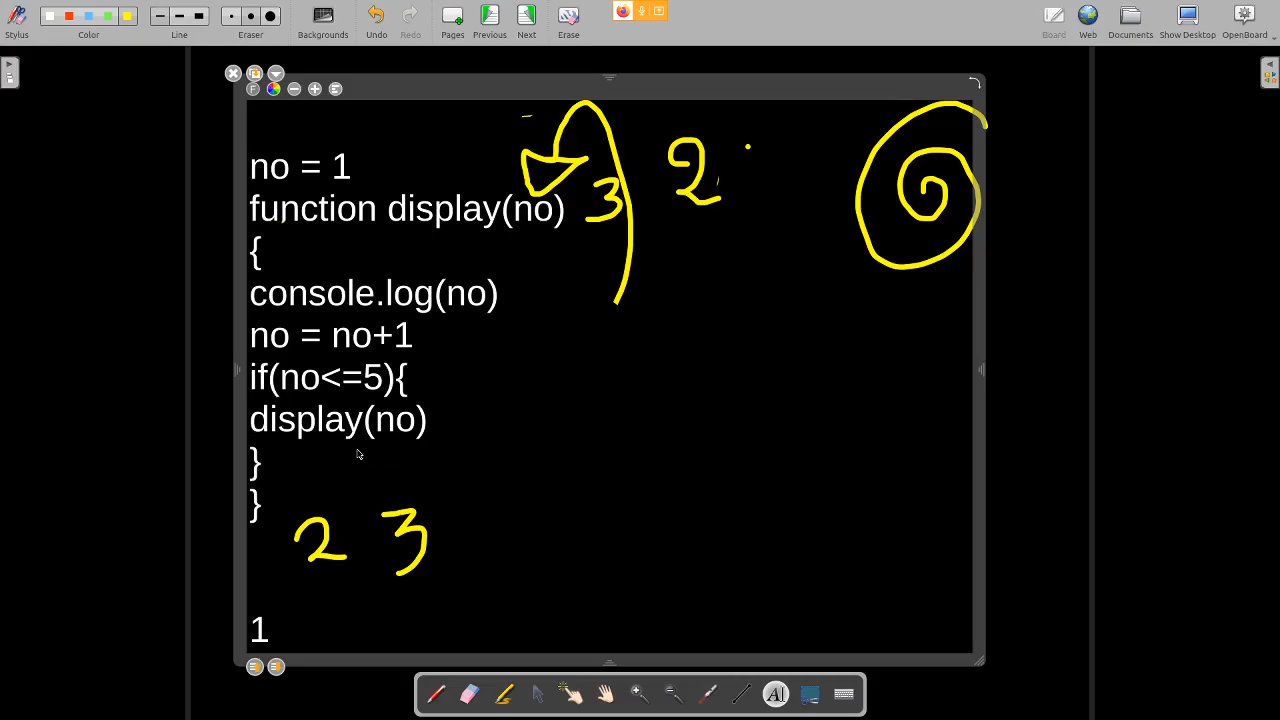 Stylus Color Line Eraser Backgrounds Undo Redo Pages Previous Next Erase Board Web Documents Show Desktop OpenBoard
F
2
no = 1
function display(no) 3
{
console.log(no)
no = no+1
if(no<=5){
display(no)
}
}
2 3
1
AI